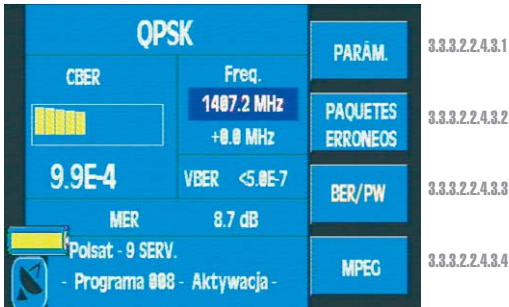 QPSK
CBER
9.9E-4
Freq.
1407.2 MHz
+0.0 MHz
VBER <5.0E-7
MER 8.7 dB
Polsat - 9 SERV.
- Programa 008 - Aktywacja -
PARÁM.
PAQUETES
ERRONEOS
BER/PW
MPEG
3.3.3.2.2.4.3.1
3.3.3.2.2.4.3.2
3.3.3.2.2.4.3.3
3.3.3.2.2.4.3.4